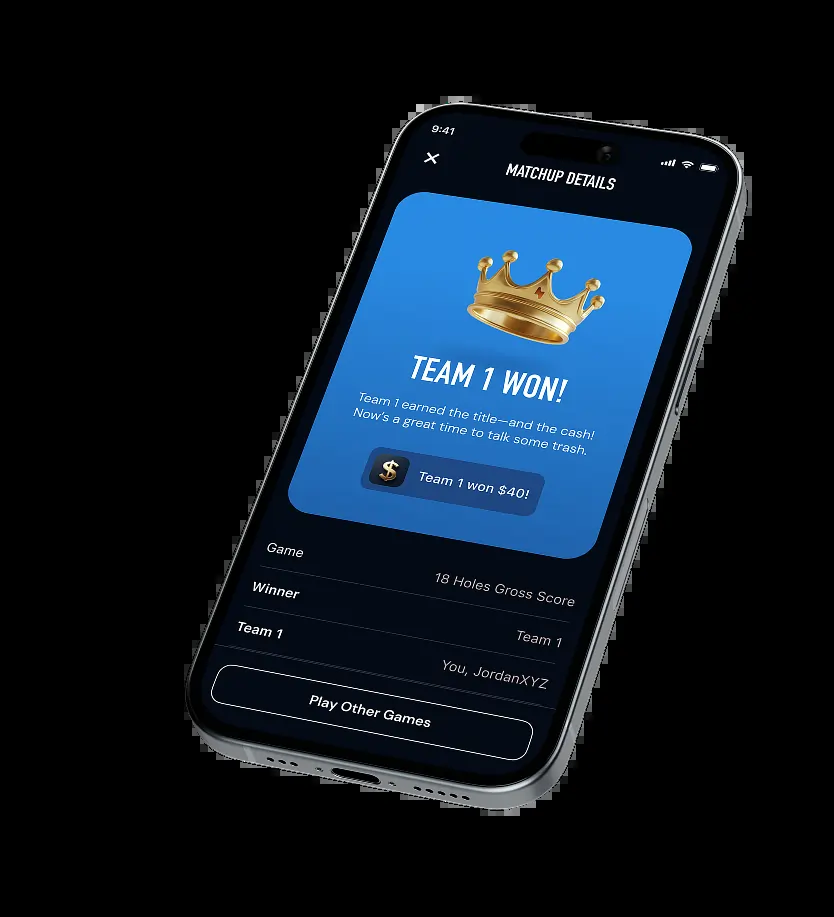 9:41
MATCHUP DETAILS
TEAM 1 WON!
Team 1 earned the title—and the cash!
Now's a great time to talk some trash.
$
Team 1 won $40!
Game
18 Holes Gross Score
Winner
Team 1
Team 1
You, JordanXYZ
Play Other Games